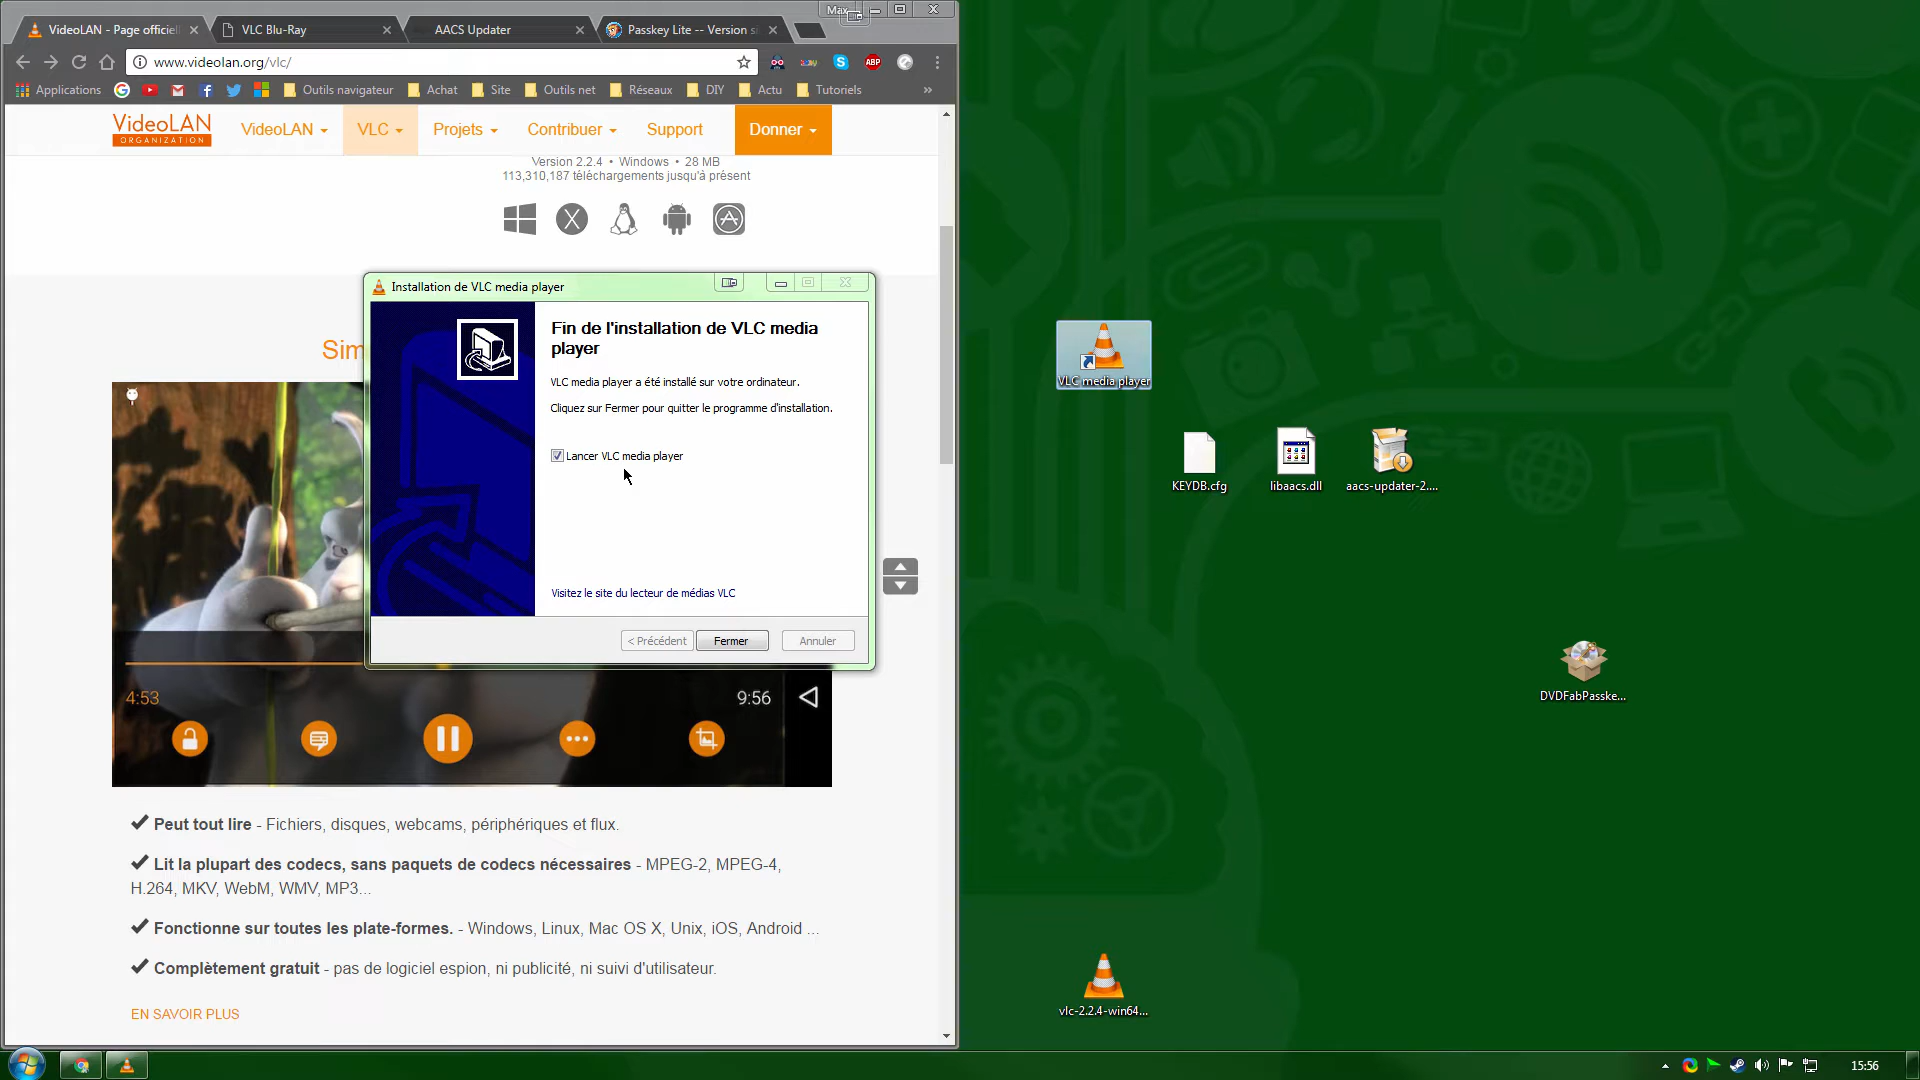 Max
VideoLAN - Page officiel
VLC Blu-Ray
AACS Updater
Passkey Lite -- Version s
www.videolan.org/vlc/
ebay
S
ABP
Applications
Outils navigateur
Achat
Site
Outils net
Réseaux
DIY
Actu
Tutoriels
»
VideoLAN
ORGANIZATION
VideoLAN
VLC
Projets
Contribuer
Support
Donner
Version 2.2.4 • Windows • 28 MB
113,310,187 téléchargements jusqu'à présent
Sim
Installation de VLC media player
Fin de l'installation de VLC media
player
VLC media player a été installé sur votre ordinateur.
Cliquez sur Fermer pour quitter le programme d'installation.
Lancer VLC media player
Visitez le site du lecteur de médias VLC
< Précédent
Fermer
Annuler
4:53
9:56
Peut tout lire - Fichiers, disques, webcams, périphériques et flux.
Lit la plupart des codecs, sans paquets de codecs nécessaires - MPEG-2, MPEG-4,
H.264, MKV, WebM, WMV, MP3...
Fonctionne sur toutes les plate-formes. - Windows, Linux, Mac OS X, Unix, iOS, Android ...
Complètement gratuit - pas de logiciel espion, ni publicité, ni suivi d'utilisateur.
EN SAVOIR PLUS
VLC media player
KEYDB.cfg
libaacs.dll
aacs-updater-2....
DVDFabPasske...
vlc-2.2.4-win64...
15:56